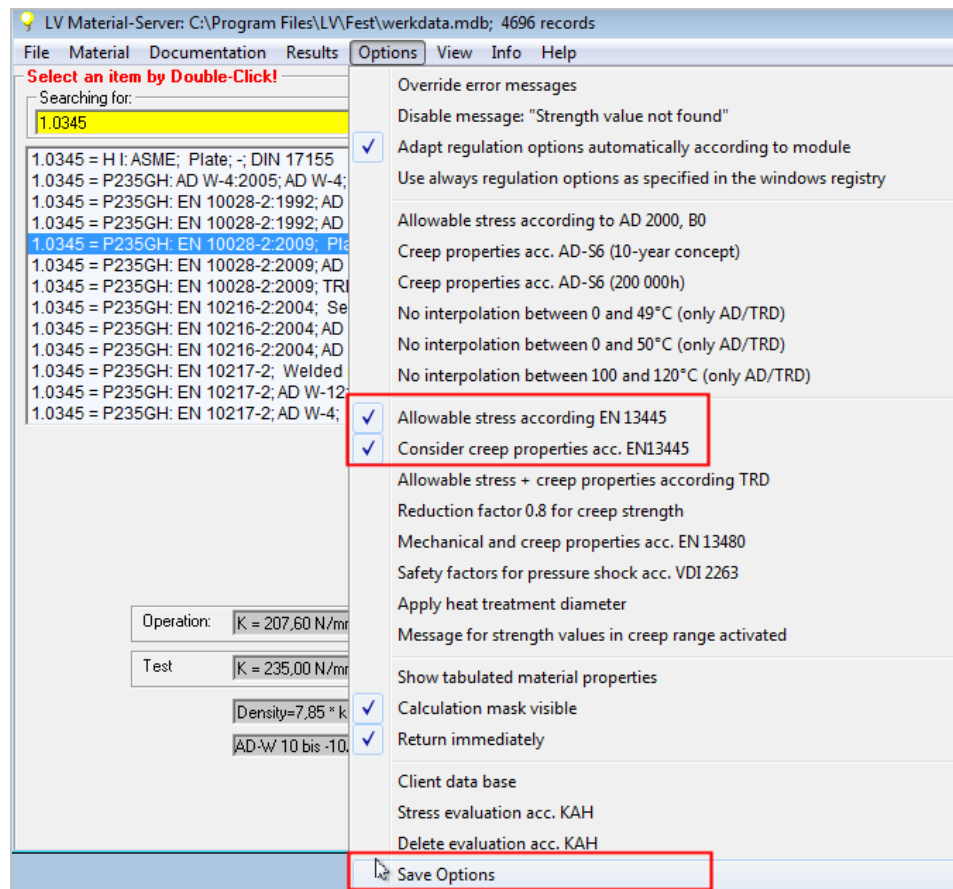 LV Material-Server: C:\Program Files\LV\Fest\werkdata.mdb; 4696 records
File Material Documentation Results Options View Info Help
Select an item by Double-Click!
Searching for:
1.0345
1.0345 = H I: ASME; Plate; -; DIN 17155
1.0345 = P235GH: AD W-4:2005; AD W-4;
1.0345 = P235GH: EN 10028-2:1992; AD
1.0345 = P235GH: EN 10028-2:1992; AD
1.0345 = P235GH: EN 10028-2:2009; Pla
1.0345 = P235GH: EN 10028-2:2009; AD
1.0345 = P235GH: EN 10028-2:2009; TRI
1.0345 = P235GH: EN 10216-2:2004; Se
1.0345 = P235GH: EN 10216-2:2004; AD
1.0345 = P235GH: EN 10216-2:2004; AD
1.0345 = P235GH: EN 10217-2; Welded
1.0345 = P235GH: EN 10217-2; AD W-12;
1.0345 = P235GH: EN 10217-2; AD W-4;
Operation: K = 207,60 N/mm
Test K = 235,00 N/mm
Density=7,85 * k
AD-W 10 bis -10.
Override error messages
Disable message: "Strength value not found"
Adapt regulation options automatically according to module
Use always regulation options as specified in the windows registry
Allowable stress according to AD 2000, B0
Creep properties acc. AD-S6 (10-year concept)
Creep properties acc. AD-S6 (200 000h)
No interpolation between 0 and 49°C (only AD/TRD)
No interpolation between 0 and 50°C (only AD/TRD)
No interpolation between 100 and 120°C (only AD/TRD)
Allowable stress according EN 13445
Consider creep properties acc. EN13445
Allowable stress + creep properties according TRD
Reduction factor 0.8 for creep strength
Mechanical and creep properties acc. EN 13480
Safety factors for pressure shock acc. VDI 2263
Apply heat treatment diameter
Message for strength values in creep range activated
Show tabulated material properties
Calculation mask visible
Return immediately
Client data base
Stress evaluation acc. KAH
Delete evaluation acc. KAH
Save Options